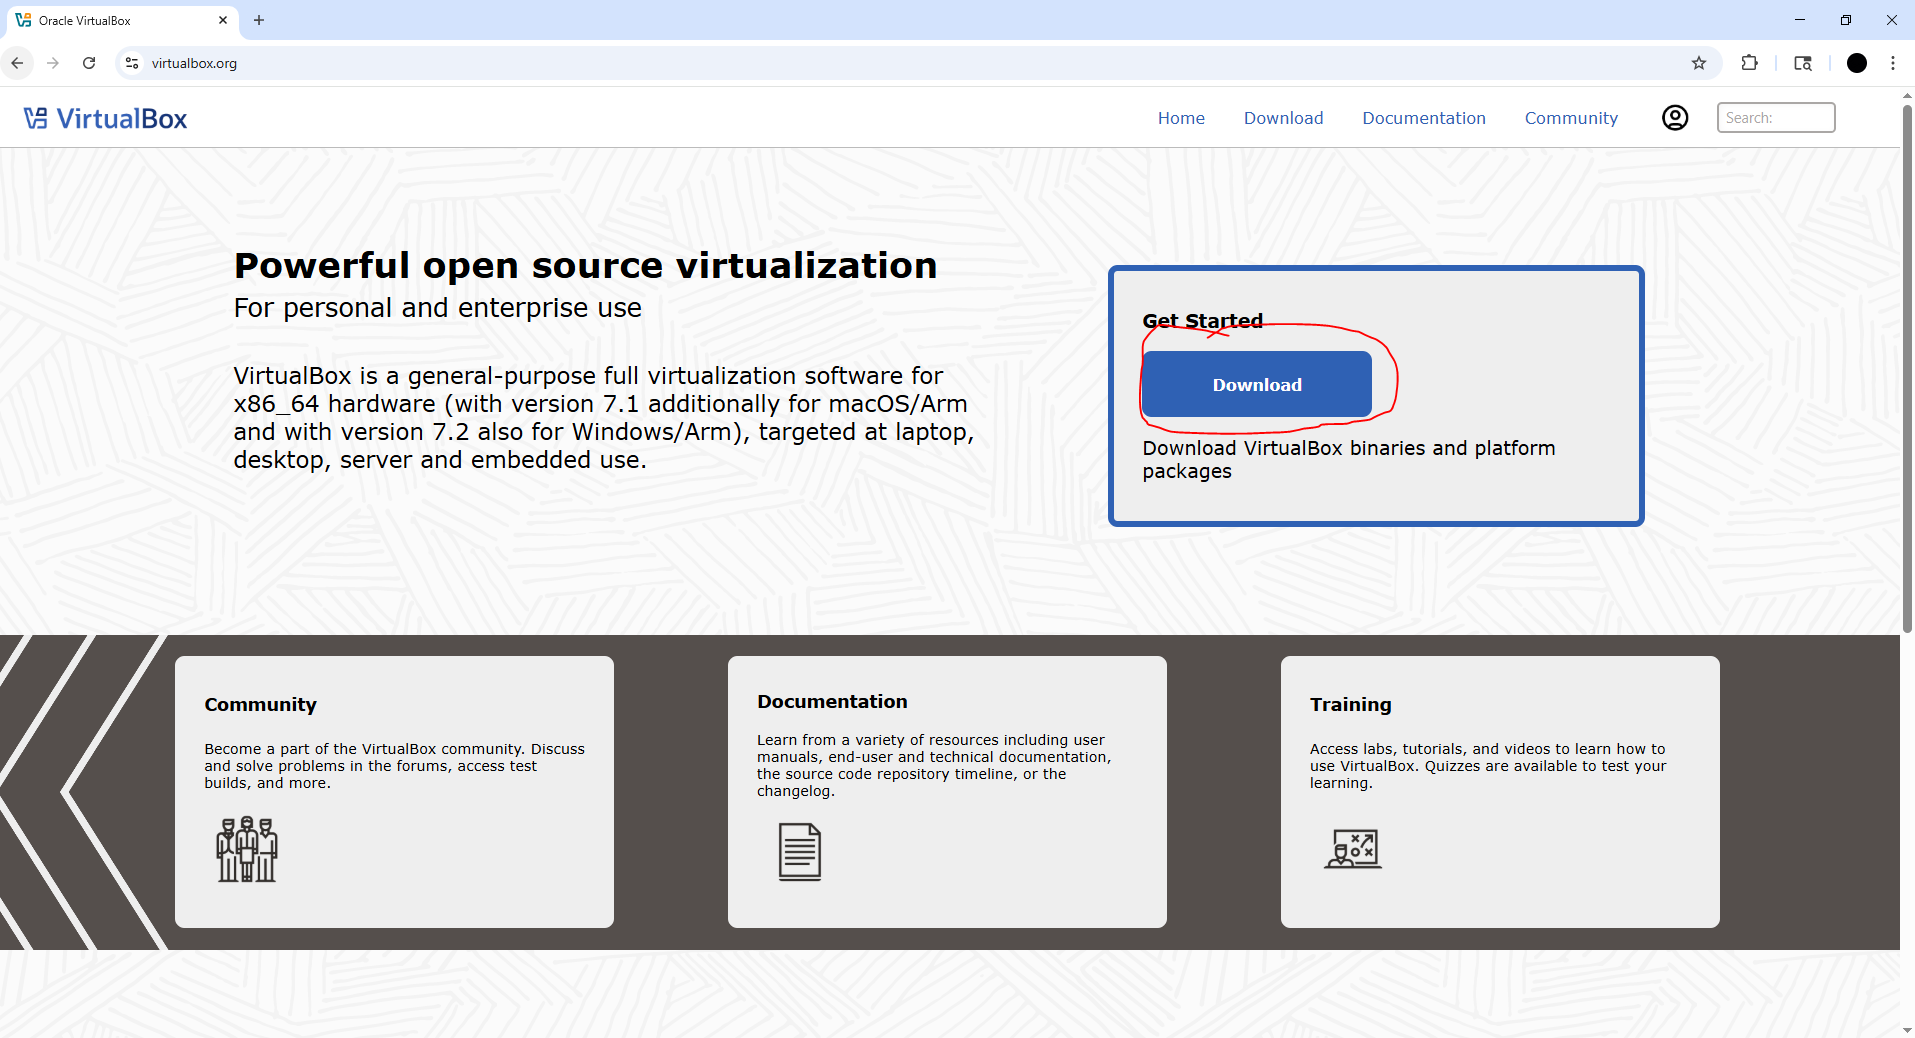 Oracle VirtualBox
virtualbox.org
VirtualBox
Home
Download
Documentation
Community
Search:
Powerful open source virtualization
For personal and enterprise use
VirtualBox is a general-purpose full virtualization software for
x86_64 hardware (with version 7.1 additionally for macOS/Arm
and with version 7.2 also for Windows/Arm), targeted at laptop,
desktop, server and embedded use.
Get Started
Download
Download VirtualBox binaries and platform
packages
Community
Become a part of the VirtualBox community. Discuss
and solve problems in the forums, access test
builds, and more.
Documentation
Learn from a variety of resources including user
manuals, end-user and technical documentation,
the source code repository timeline, or the
changelog.
Training
Access labs, tutorials, and videos to learn how to
use VirtualBox. Quizzes are available to test your
learning.